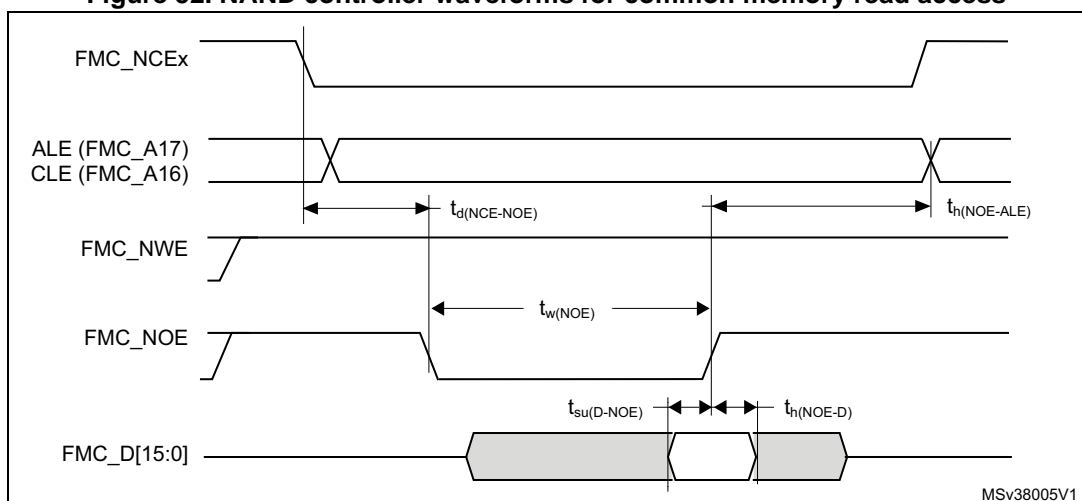 Figure 52. NAND controller waveforms for common memory read access
FMC_NCEx
ALE (FMC_A17)
CLE (FMC_A16)
td(NCE-NOE)
th(NOE-ALE)
FMC_NWE
tw(NOE)
FMC_NOE
tsu(D-NOE)
th(NOE-D)
FMC_D[15:0]
MSv38005V1